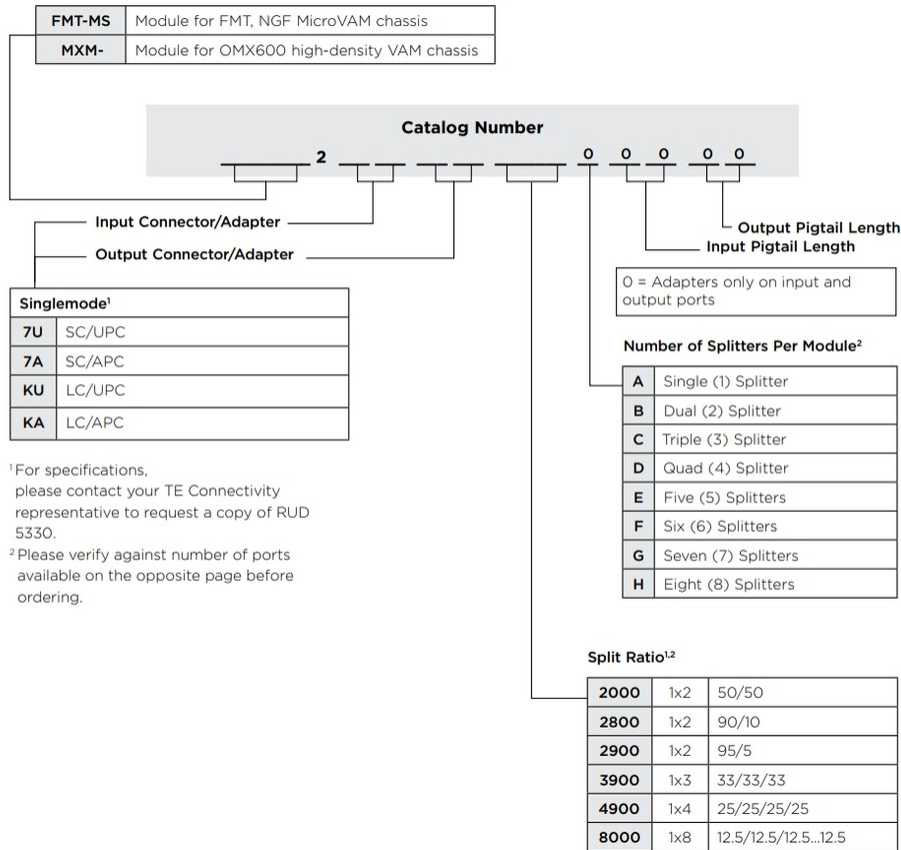 FMT-MS Module for FMT, NGF MicroVAM chassis
MXM- Module for OMX600 high-density VAM chassis
Catalog Number
2 0 0 0 0 0
Input Connector/Adapter
Output Connector/Adapter
Output Pigtail Length
Input Pigtail Length
0 = Adapters only on input and
output ports
Singlemode¹
7U SC/UPC
7A SC/APC
KU LC/UPC
KA LC/APC
¹ For specifications,
please contact your TE Connectivity
representative to request a copy of RUD
5330.
² Please verify against number of ports
available on the opposite page before
ordering.
Number of Splitters Per Module²
A Single (1) Splitter
B Dual (2) Splitter
C Triple (3) Splitter
D Quad (4) Splitter
E Five (5) Splitters
F Six (6) Splitters
G Seven (7) Splitters
H Eight (8) Splitters
Split Ratio¹,²
2000 1x2 50/50
2800 1x2 90/10
2900 1x2 95/5
3900 1x3 33/33/33
4900 1x4 25/25/25/25
8000 1x8 12.5/12.5/12.5...12.5